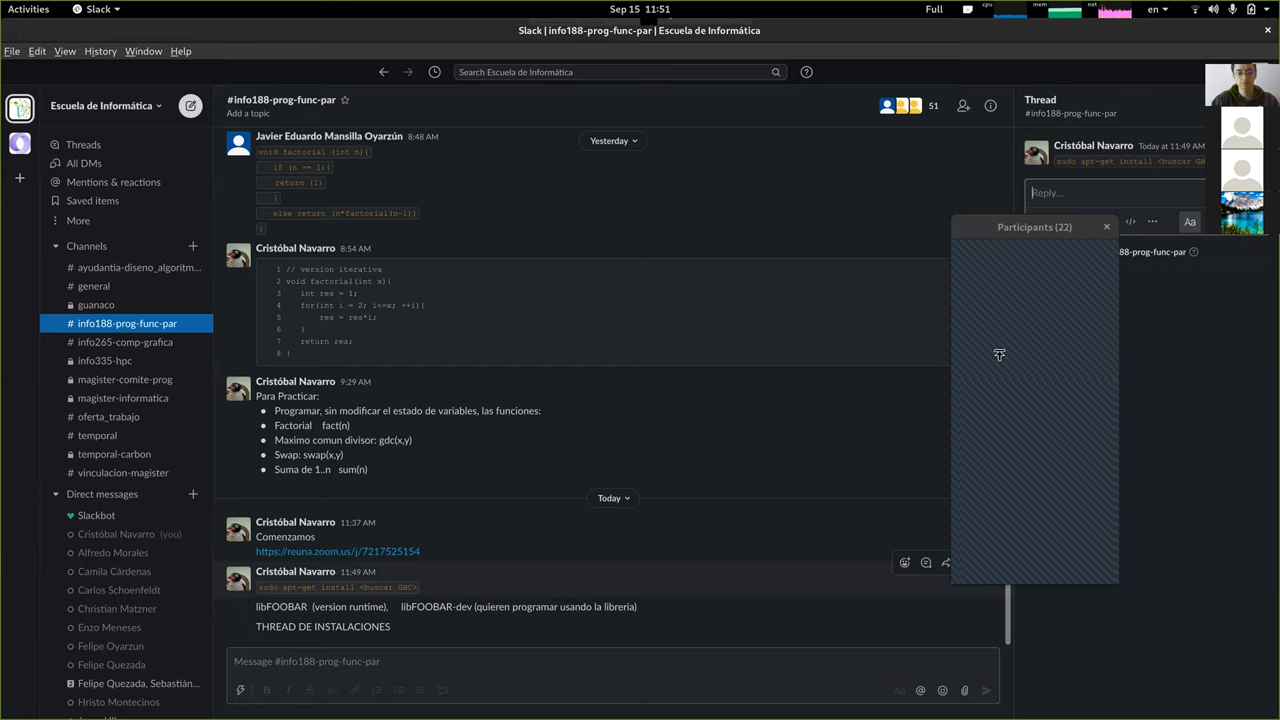 Activities
Slack
Sep 15 11:51
Full
cpu
mem
net
en
Slack | info188-prog-func-par | Escuela de Informática
File Edit View History Window Help
Search Escuela de Informática
Escuela de Informática
Threads
All DMs
Mentions & reactions
Saved items
More
Channels
# ayudantia-diseno_algoritm...
# general
guanaco
# info188-prog-func-par
# info265-comp-grafica
info335-hpc
magister-comite-prog
magister-informatica
# oferta_trabajo
# temporal
temporal-carbon
# vinculacion-magister
Direct messages
Slackbot
Cristóbal Navarro (you)
Alfredo Morales
Camila Cárdenas
Carlos Schoenfeldt
Christian Matzner
Enzo Meneses
Felipe Oyarzun
Felipe Quezada
2 Felipe Quezada, Sebastián...
Hristo Montecinos
#info188-prog-func-par
Add a topic
51
Yesterday
Javier Eduardo Mansilla Oyarzún 8:48 AM
void factorial (int n){
if (n == 1){
return (1)
}
else return (n*factorial(n-1))
}
Cristóbal Navarro 8:54 AM
1 // version iterativa
2 void factorial(int x){
3 int res = 1;
4 for(int i = 2; i<=x; ++i){
5 res = res*i;
6 }
7 return res;
8 {
Cristóbal Navarro 9:29 AM
Para Practicar:
• Programar, sin modificar el estado de variables, las funciones:
• Factorial fact(n)
• Maximo comun divisor: gdc(x,y)
• Swap: swap(x,y)
• Suma de 1..n sum(n)
Today
Cristóbal Navarro 11:37 AM
Comenzamos
https://reuna.zoom.us/j/7217525154
Cristóbal Navarro 11:49 AM
sudo apt-get install <buscar GHC>
libFOOBAR (version runtime), libFOOBAR-dev (quieren programar usando la libreria)
THREAD DE INSTALACIONES
Message #info188-prog-func-par
Aa
Thread
#info188-prog-func-par
Cristóbal Navarro Today at 11:49 AM
sudo apt-get install <buscar GH
Reply...
Aa
Participants (22)
88-prog-func-par